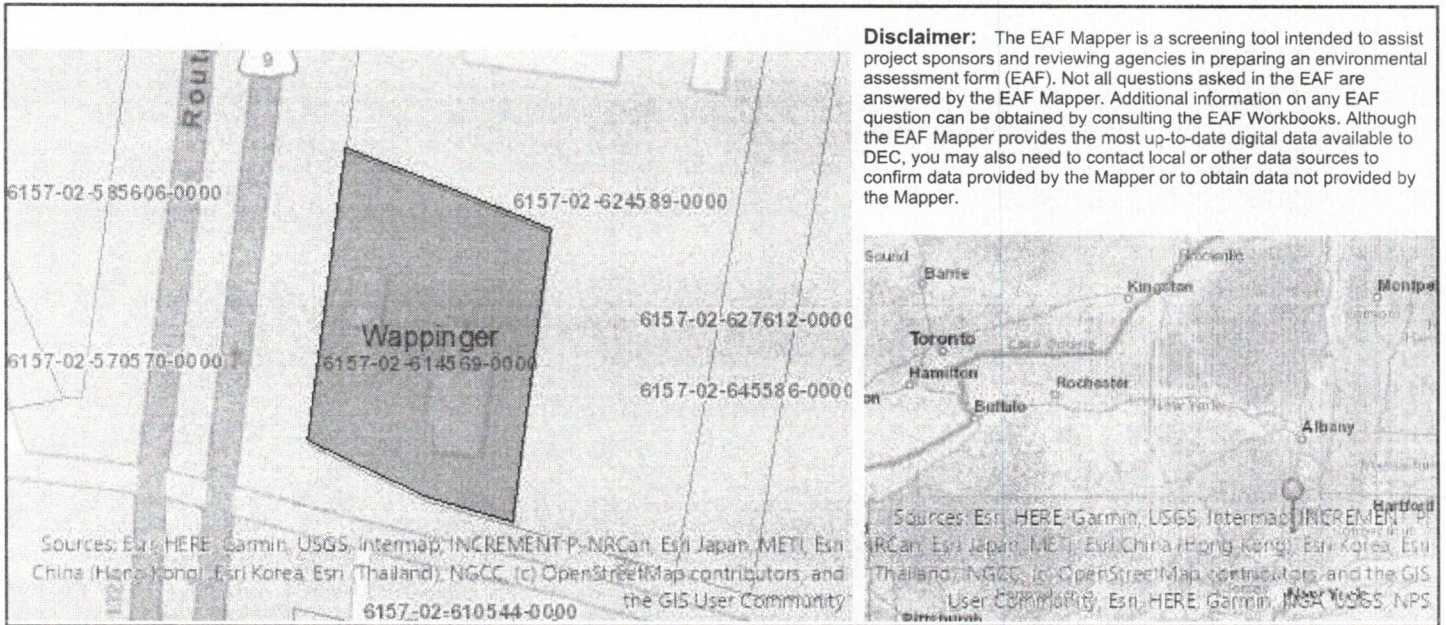 Disclaimer: The EAF Mapper is a screening tool intended to assist
project sponsors and reviewing agencies in preparing an environmental
assessment form (EAF). Not all questions asked in the EAF are
answered by the EAF Mapper. Additional information on any EAF
question can be obtained by consulting the EAF Workbooks. Although
the EAF Mapper provides the most up-to-date digital data available to
DEC, you may also need to contact local or other data sources to
confirm data provided by the Mapper or to obtain data not provided by
the Mapper.
9
Rout
6157-02-585606-0000
6157-02-624589-0000
6157-02-627612-0000
Wappinger
6157-02-614569-0000
6157-02-570570-0000
6157-02-645586-0000
Sources: Esri, HERE, Garmin, USGS, Intermap, INCREMENT P, NRCan, Esri Japan, METI, Esri
China (Hong Kong), Esri Korea, Esri (Thailand), NGCC, (c) OpenStreetMap contributors, and
the GIS User Community
6157-02-610544-0000
Sound
Barrie
Kingston
Montpe
Toronto
Lake Ontario
Hamilton
Rochester
on
Buffalo
New York
Albany
Hartford
Sources: Esri, HERE, Garmin, USGS, Intermap, INCREMENT P,
NRCan, Esri Japan, METI, Esri China (Hong Kong), Esri Korea, Esri
(Thailand), NGCC, (c) OpenStreetMap contributors, and the GIS
User Community, Esri, HERE, Garmin, USGS, NPS
New York
Pittsburgh